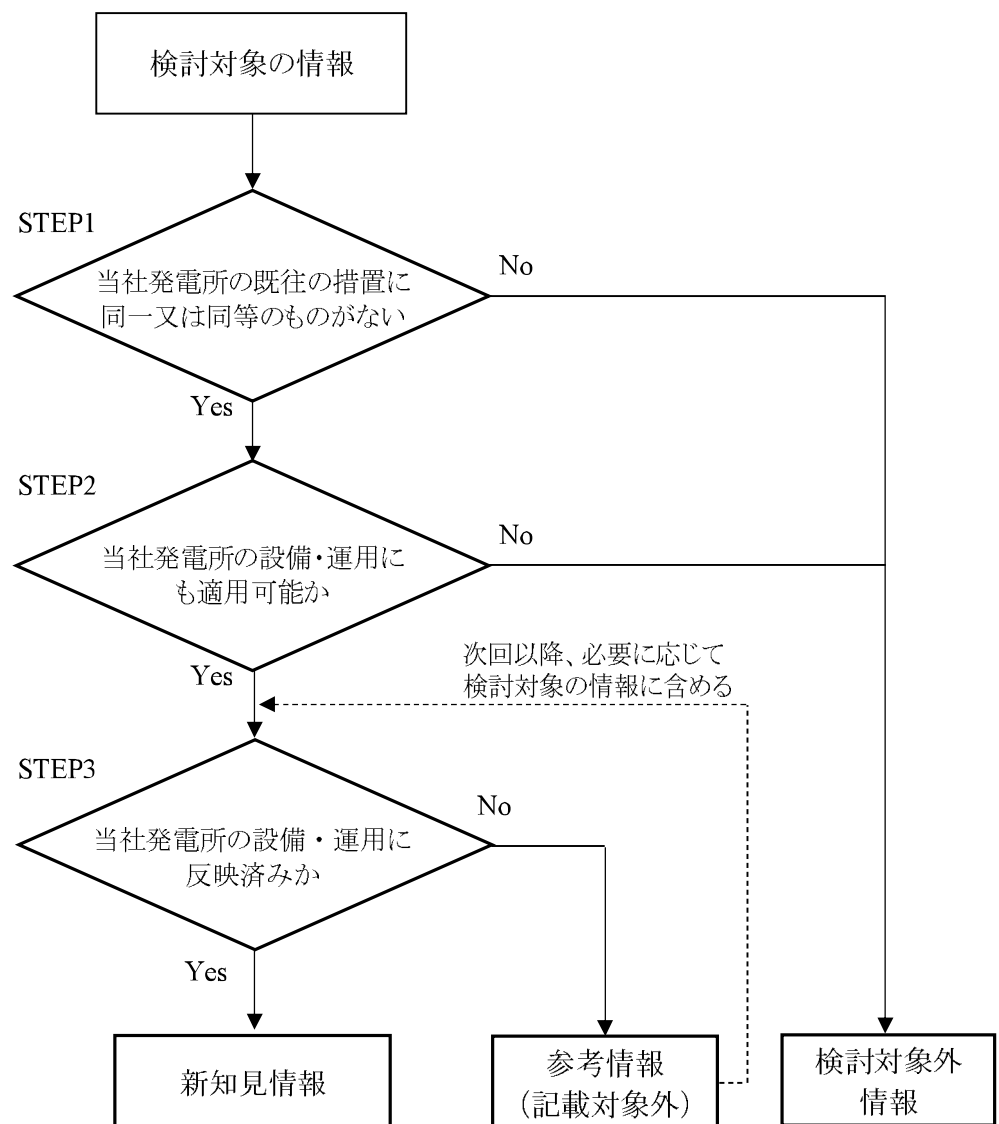 検討対象の情報
STEP1
当社発電所の既往の措置に
同一又は同等のものがない
No
Yes
STEP2
当社発電所の設備・運用に
も適用可能か
No
Yes
次回以降、必要に応じて
検討対象の情報に含める
STEP3
当社発電所の設備・運用に
反映済みか
No
Yes
新知見情報
参考情報
（記載対象外）
検討対象外
情報